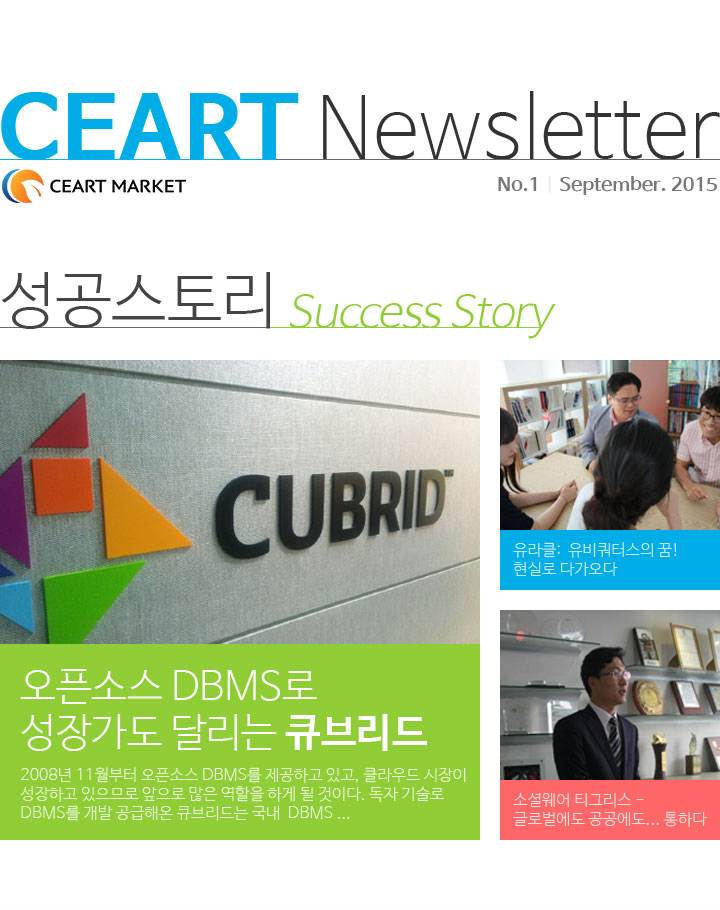 CEART Newsletter
CEART MARKET
No.1 | September. 2015
성공스토리 Success Story
CUBRID
오픈소스 DBMS로
성장가도 달리는 큐브리드
2008년 11월부터 오픈소스 DBMS를 제공하고 있고, 클라우드 시장이
성장하고 있으므로 앞으로 많은 역할을 하게 될 것이다. 독자 기술로
DBMS를 개발 공급해온 큐브리드는 국내 DBMS ...
유라클: 유비쿼터스의 꿈!
현실로 다가오다
소셜웨어 티그리스 -
글로벌에도 공공에도... 통하다